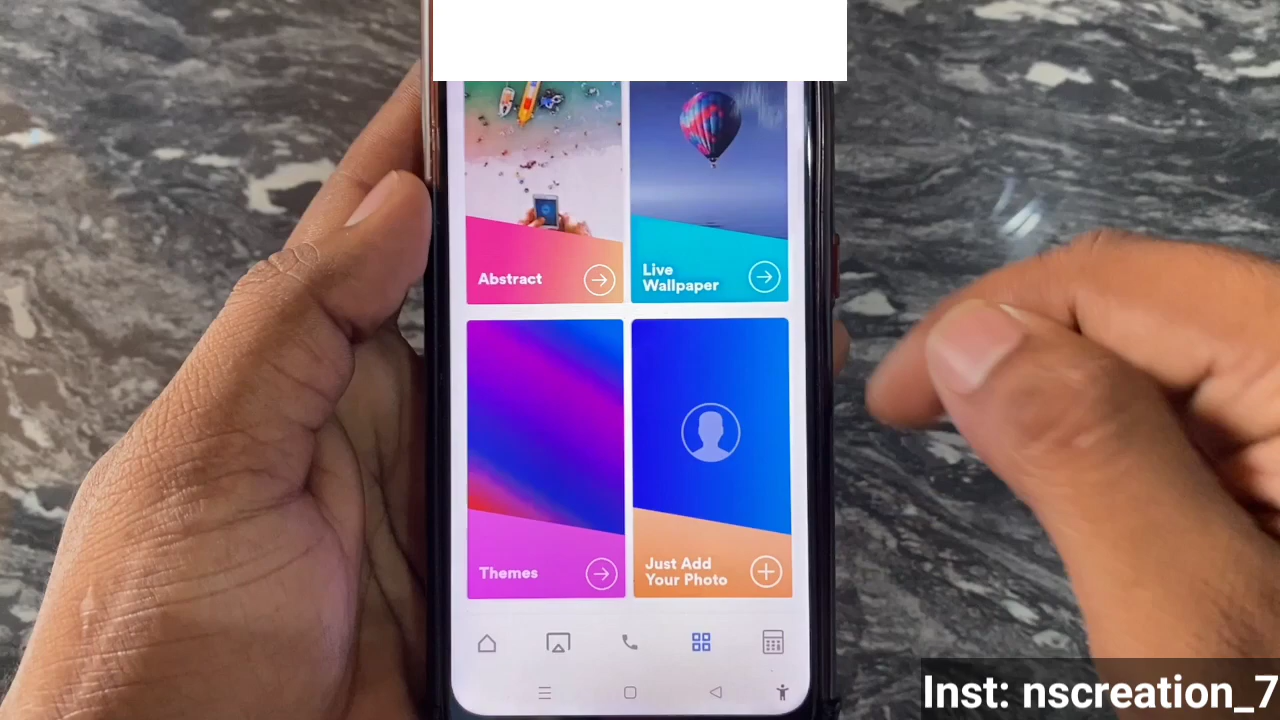 Abstract
Live
Wallpaper
Themes
Just Add
Your Photo
Inst: nscreation_7